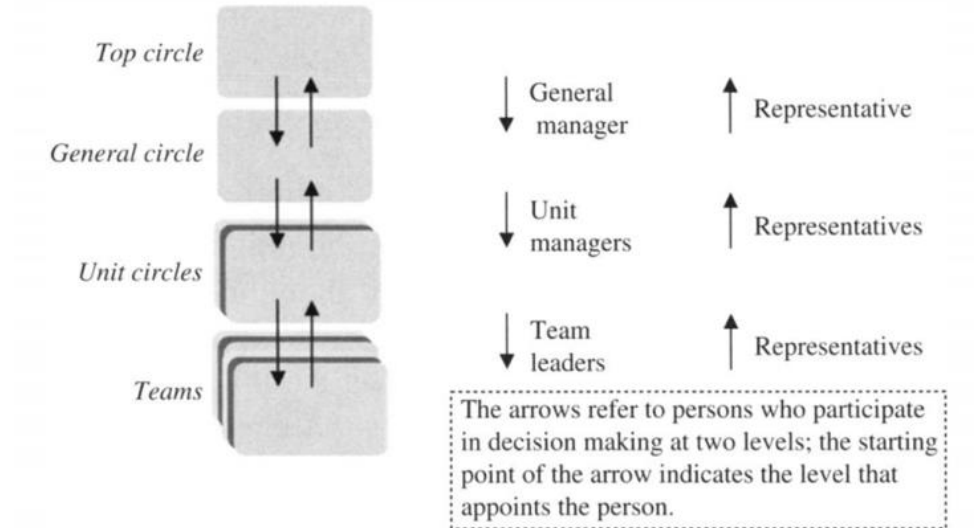 Top circle
General
manager
Representative
General circle
Unit
managers
Representatives
Unit circles
Team
leaders
Representatives
Teams
The arrows refer to persons who participate
in decision making at two levels; the starting
point of the arrow indicates the level that
appoints the person.